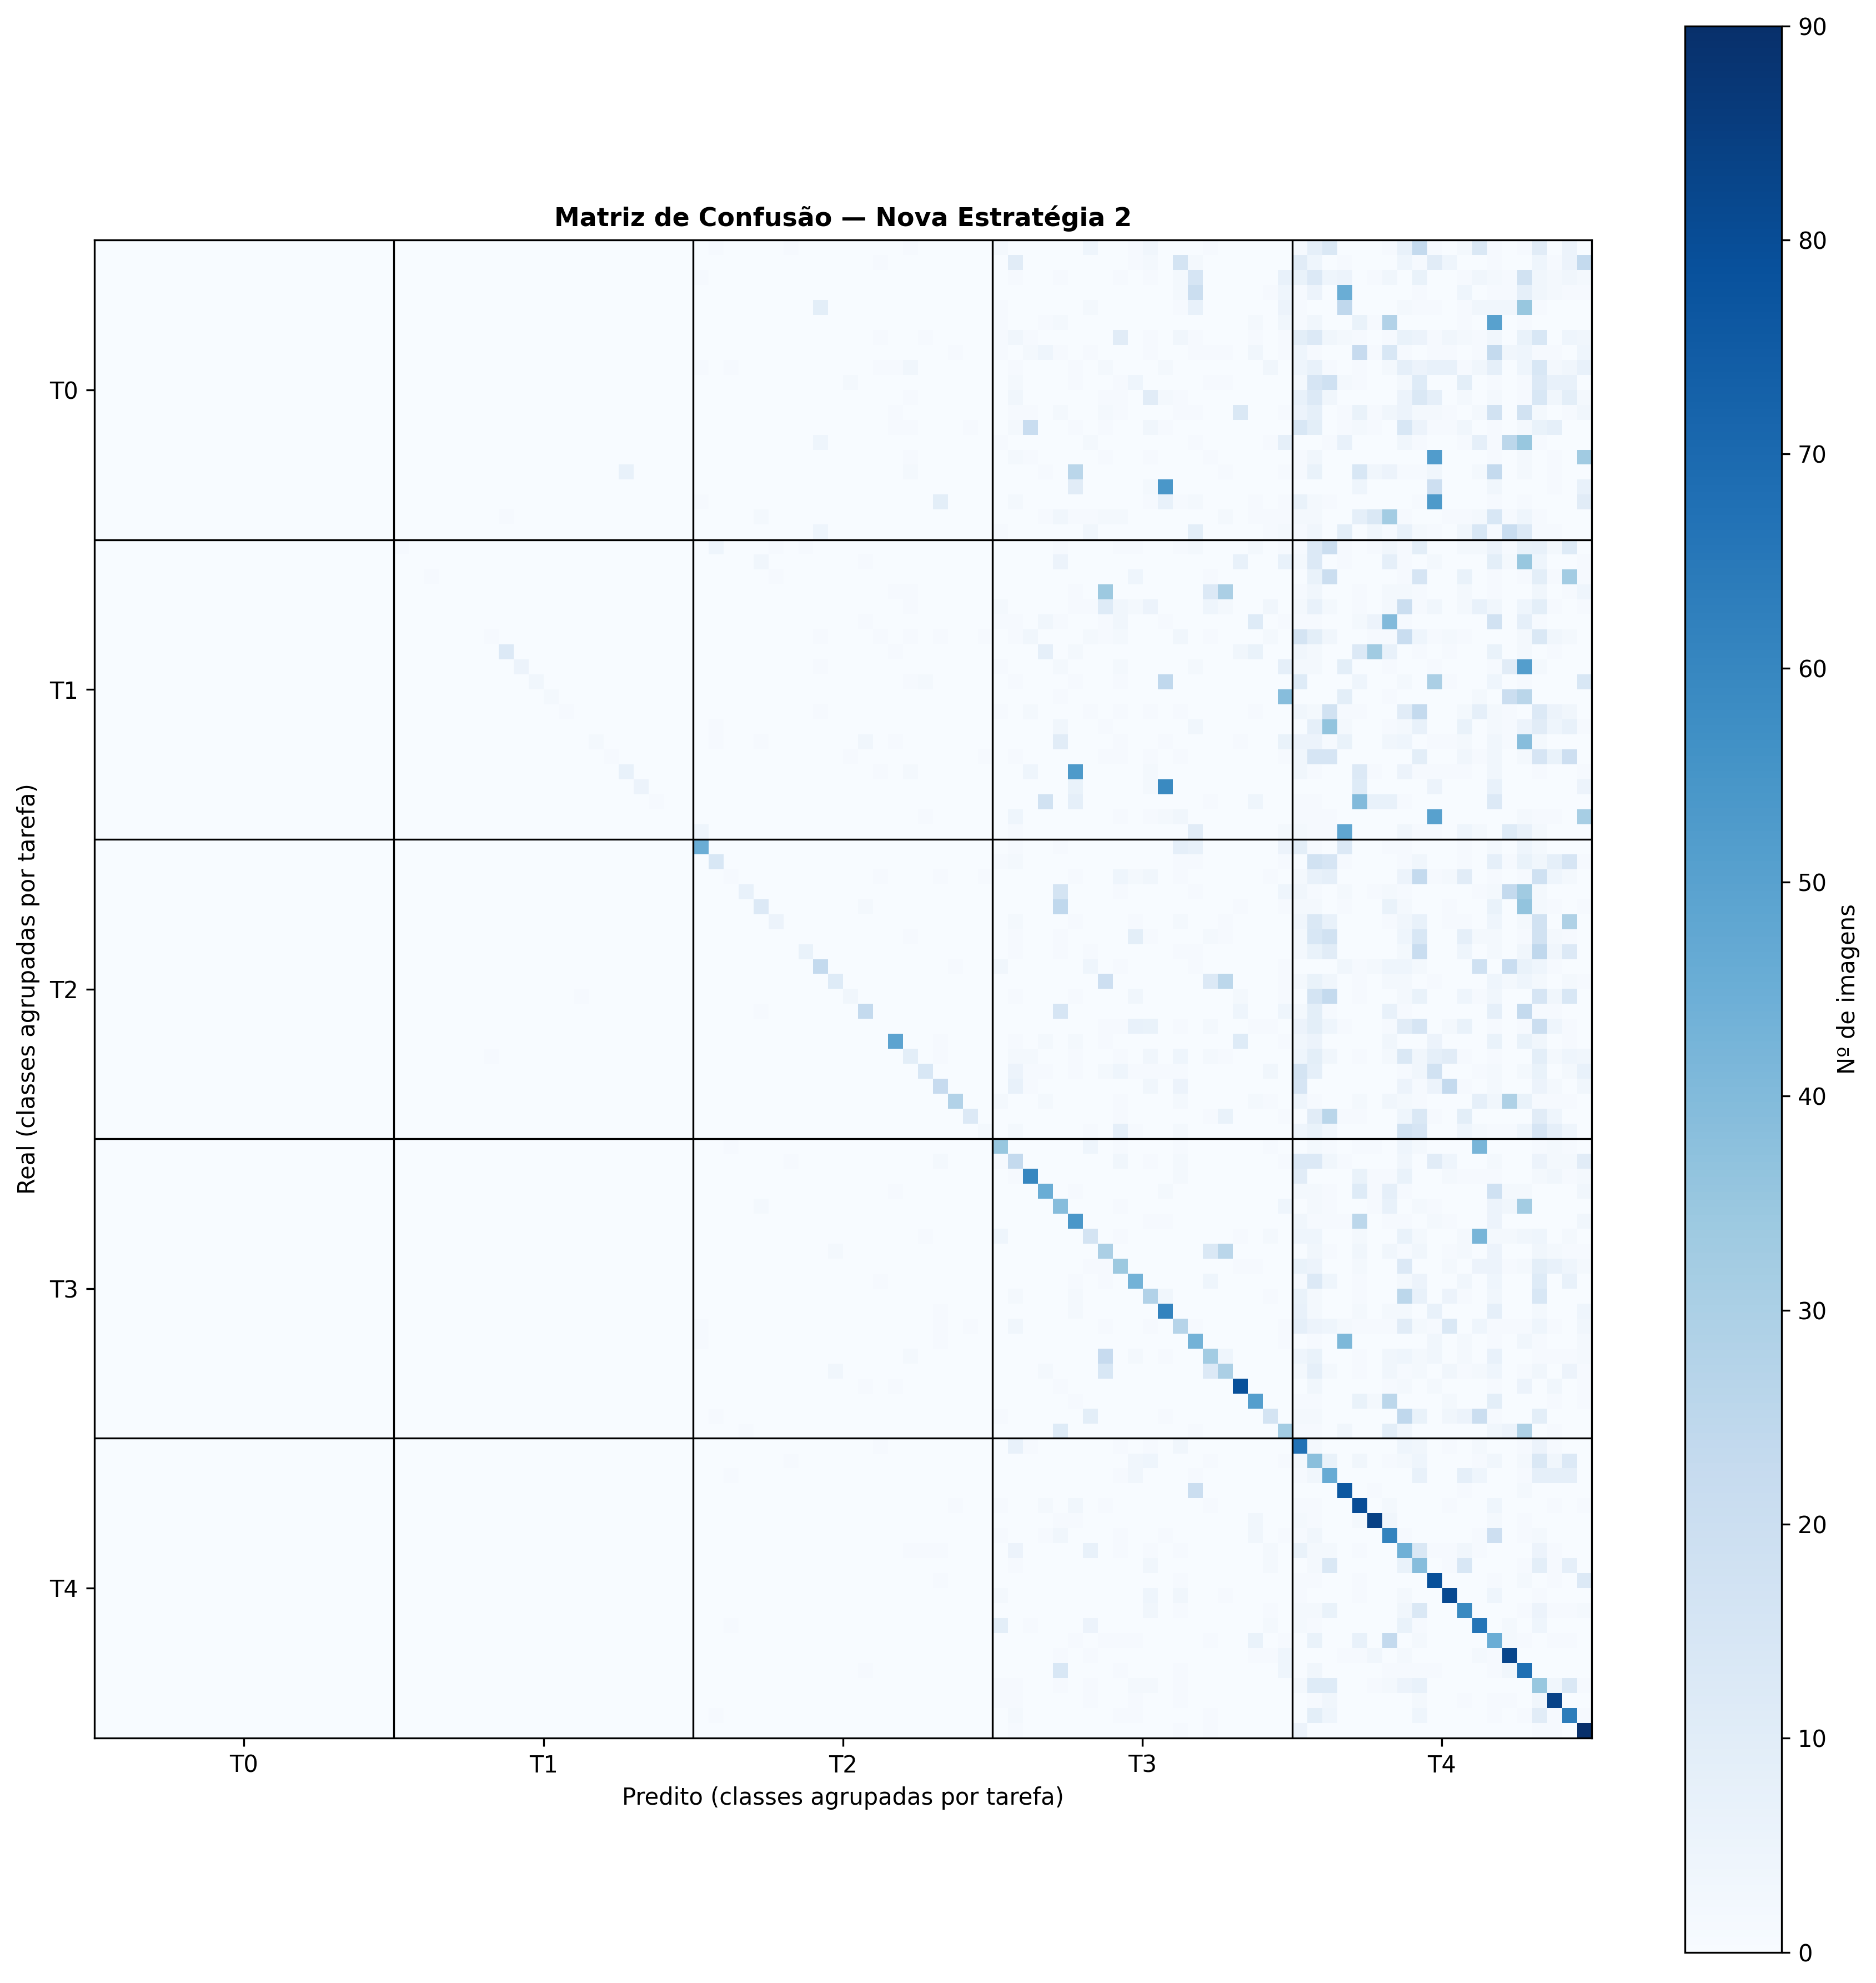 Matriz de Confusão — Nova Estratégia 2
Real (classes agrupadas por tarefa)
T0
T1
T2
T3
T4
T0
T1
T2
T3
T4
Predito (classes agrupadas por tarefa)
90
80
70
60
50
40
30
20
10
0
Nº de imagens